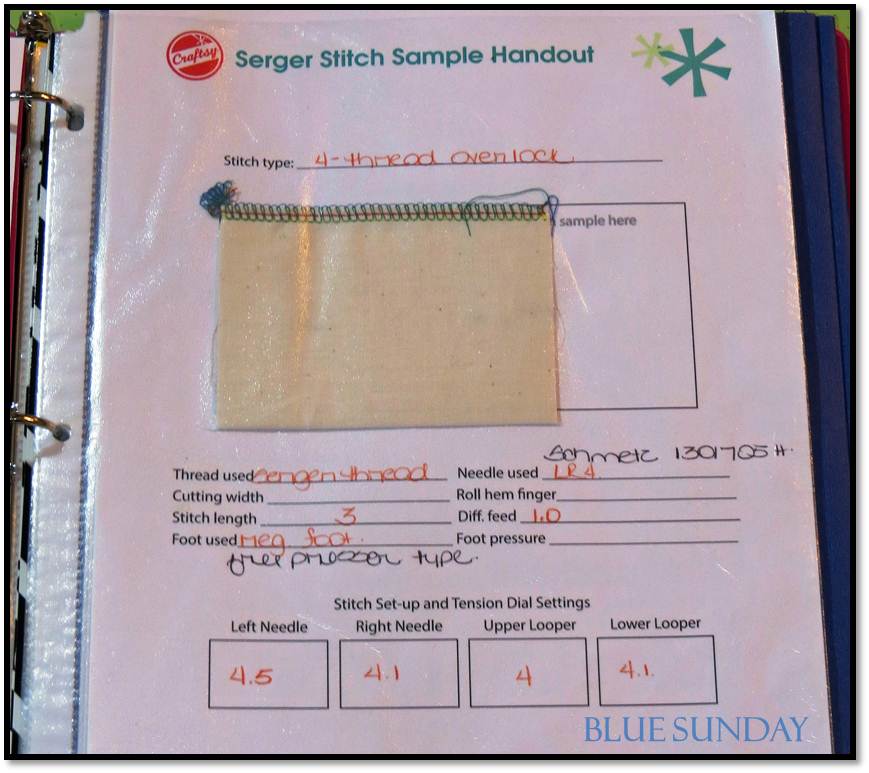 Craftsy
Serger Stitch Sample Handout
Stitch type: 4-thread overlock
sample here
Schmetz 130/705 H.
Thread used serger thread Needle used LR4
Cutting width Roll hem finger
Stitch length 3 Diff. feed 1.0
Foot used reg foot. Foot pressure
free presser type.
Stitch Set-up and Tension Dial Settings
Left Needle Right Needle Upper Looper Lower Looper
4.5 4.1 4 4.1.
BLUE SUNDAY